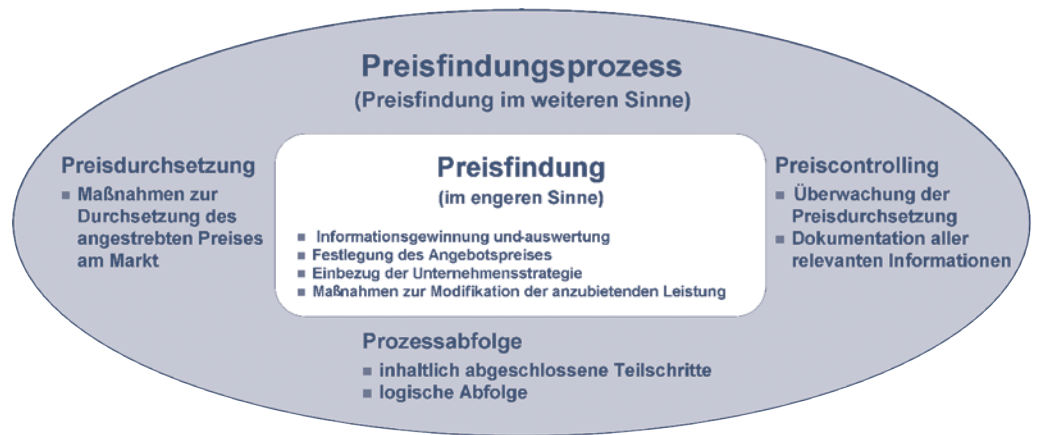 Preisfindungsprozess
(Preisfindung im weiteren Sinne)
Preisdurchsetzung
■ Maßnahmen zur
Durchsetzung des
angestrebten Preises
am Markt
Preisfindung
(im engeren Sinne)
■ Informationsgewinnung und-auswertung
■ Festlegung des Angebotspreises
■ Einbezug der Unternehmensstrategie
■ Maßnahmen zur Modifikation der anzubietenden Leistung
Preiscontrolling
■ Überwachung der
Preisdurchsetzung
■ Dokumentation aller
relevanten Informationen
Prozessabfolge
■ inhaltlich abgeschlossene Teilschritte
■ logische Abfolge